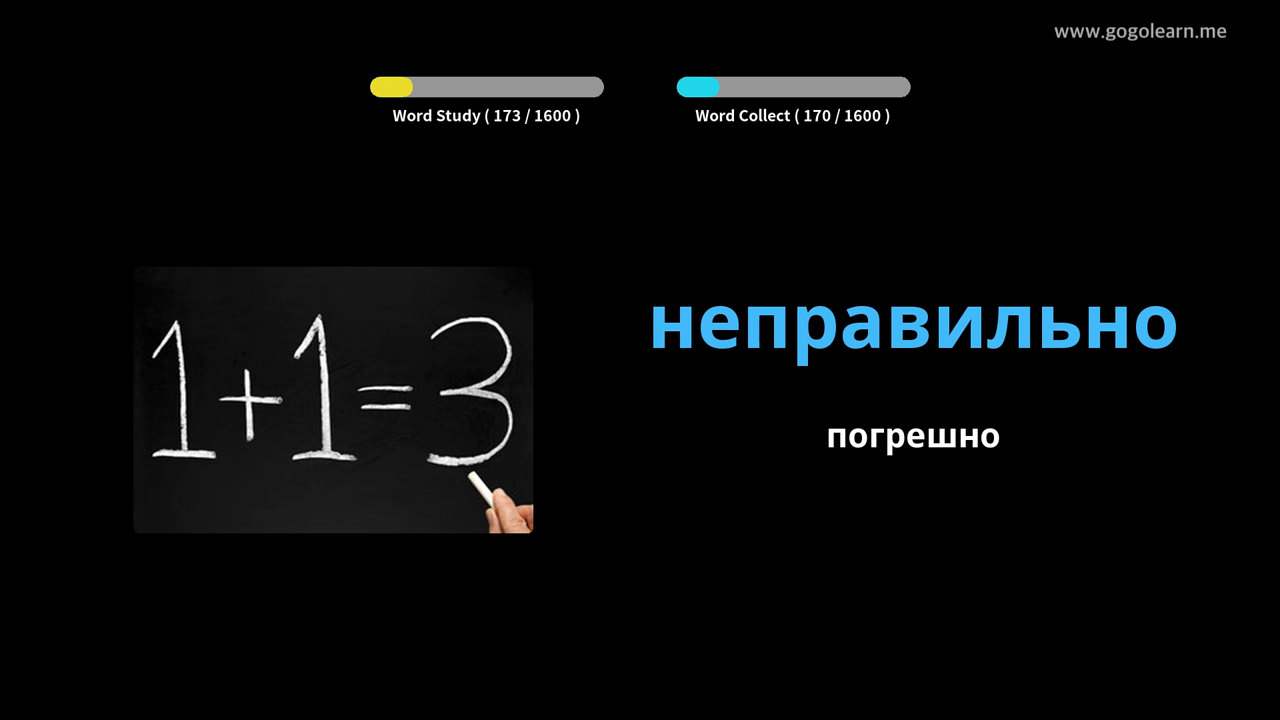 www.gogolearn.me
Word Study ( 173 / 1600 )
Word Collect ( 170 / 1600 )
1+1=3
неправильно
погрешно